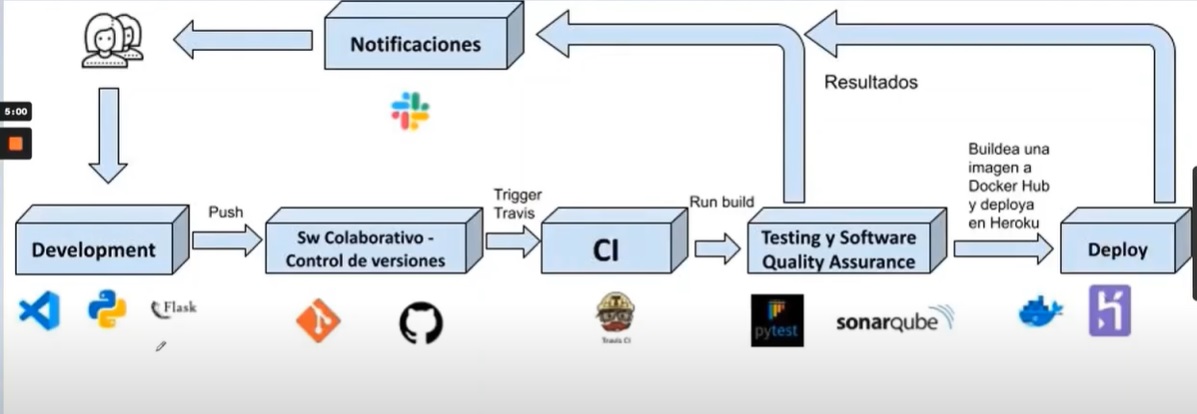 Notificaciones
Resultados
5:00
Buildea una
imagen a
Docker Hub
y deploya
en Heroku
Trigger
Travis
Push
Run build
Development
Sw Colaborativo -
Control de versiones
CI
Testing y Software
Quality Assurance
Deploy
Flask
Travis CI
pytest
sonarqube